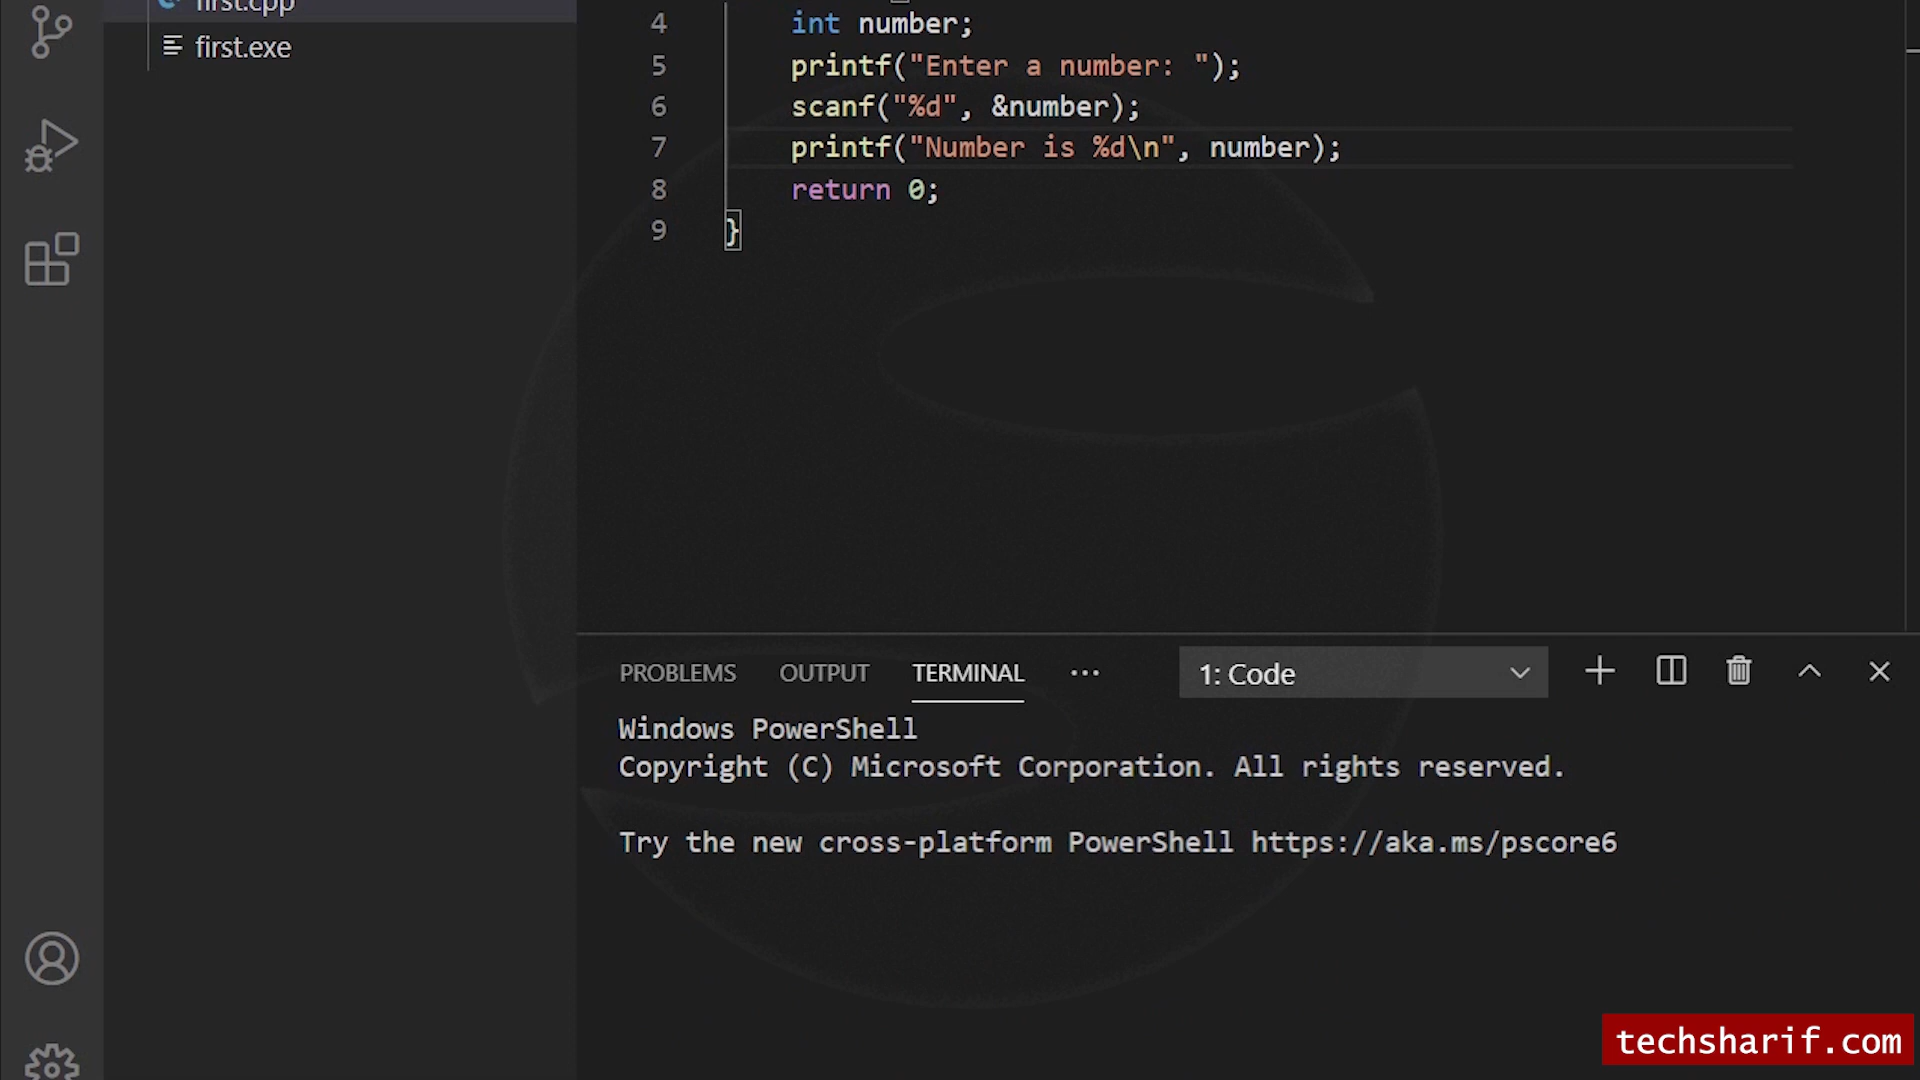 first.cpp
first.exe
4 int number;
5 printf("Enter a number: ");
6 scanf("%d", &number);
7 printf("Number is %d\n", number);
8 return 0;
9 }
PROBLEMS OUTPUT TERMINAL ··· 1: Code
Windows PowerShell
Copyright (C) Microsoft Corporation. All rights reserved.
Try the new cross-platform PowerShell https://aka.ms/pscore6
techsharif.com